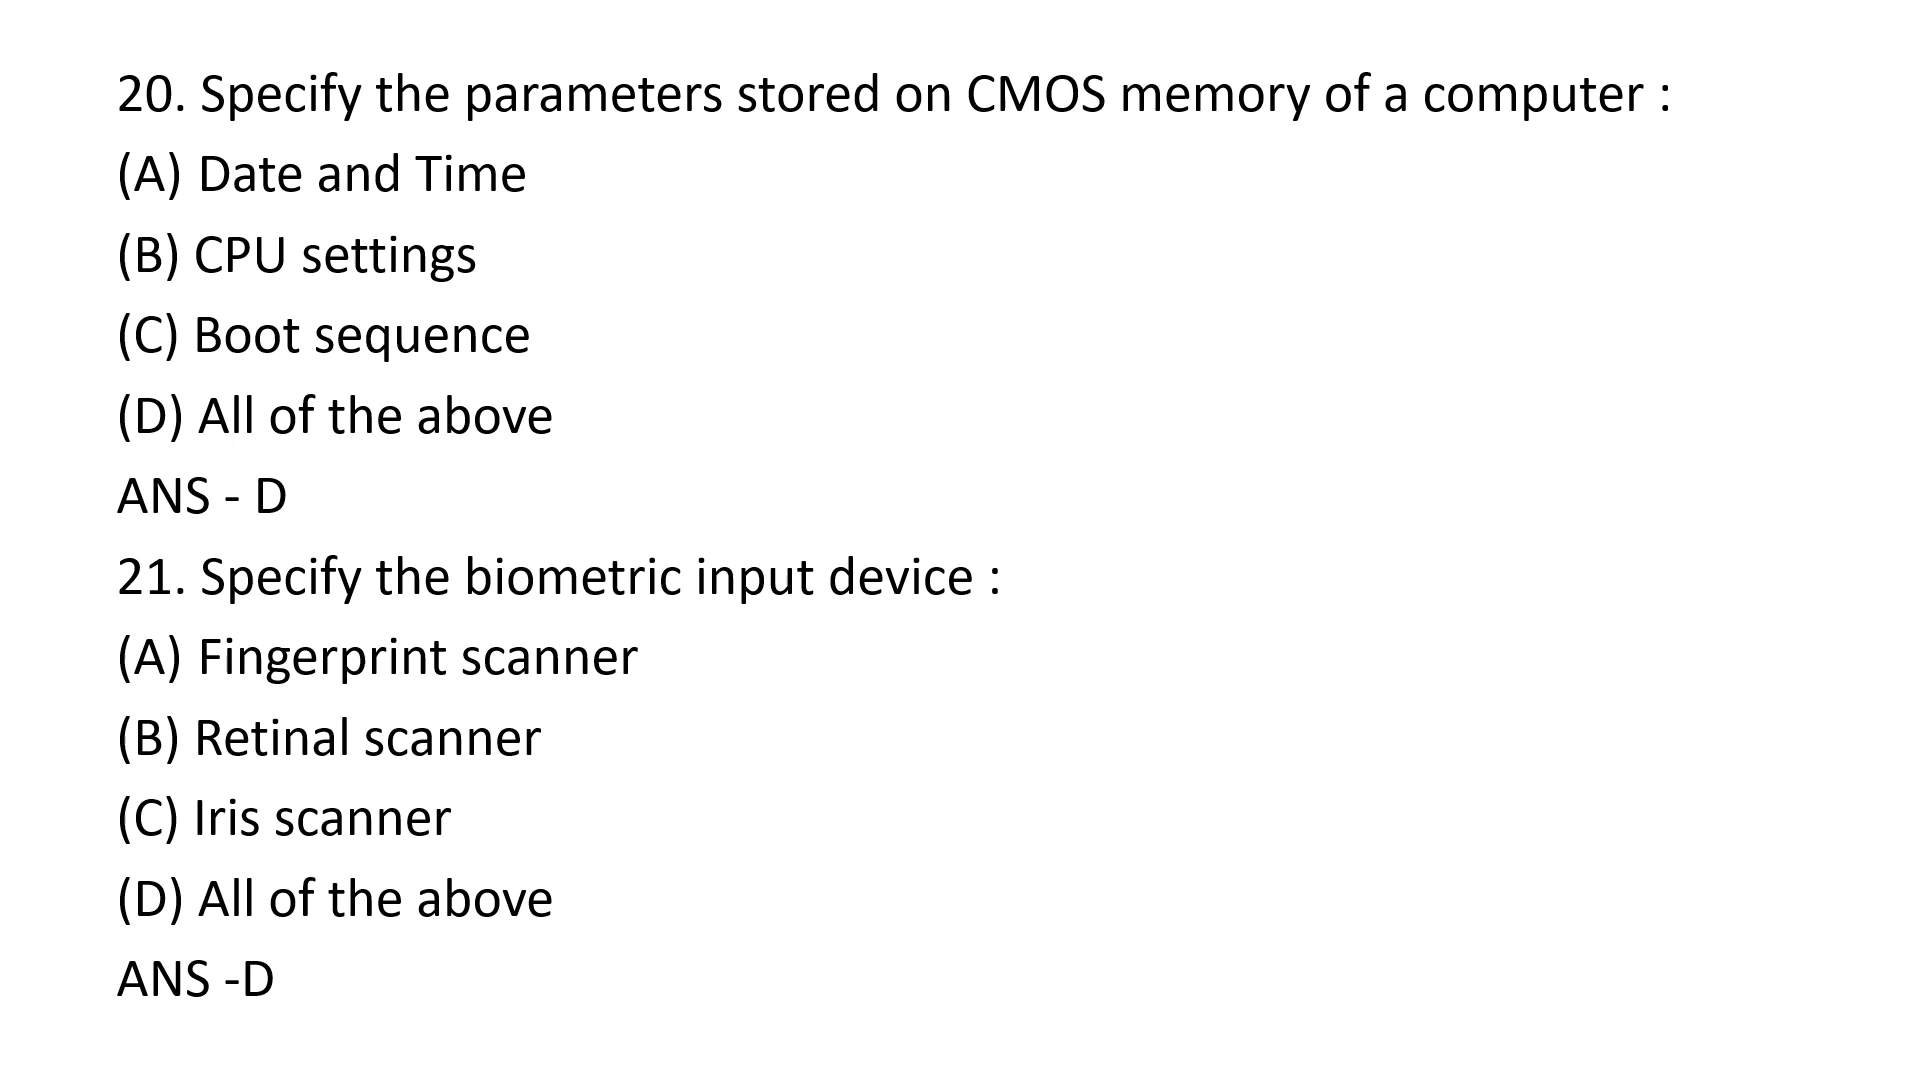 20. Specify the parameters stored on CMOS memory of a computer :
(A) Date and Time
(B) CPU settings
(C) Boot sequence
(D) All of the above
ANS - D
21. Specify the biometric input device :
(A) Fingerprint scanner
(B) Retinal scanner
(C) Iris scanner
(D) All of the above
ANS -D